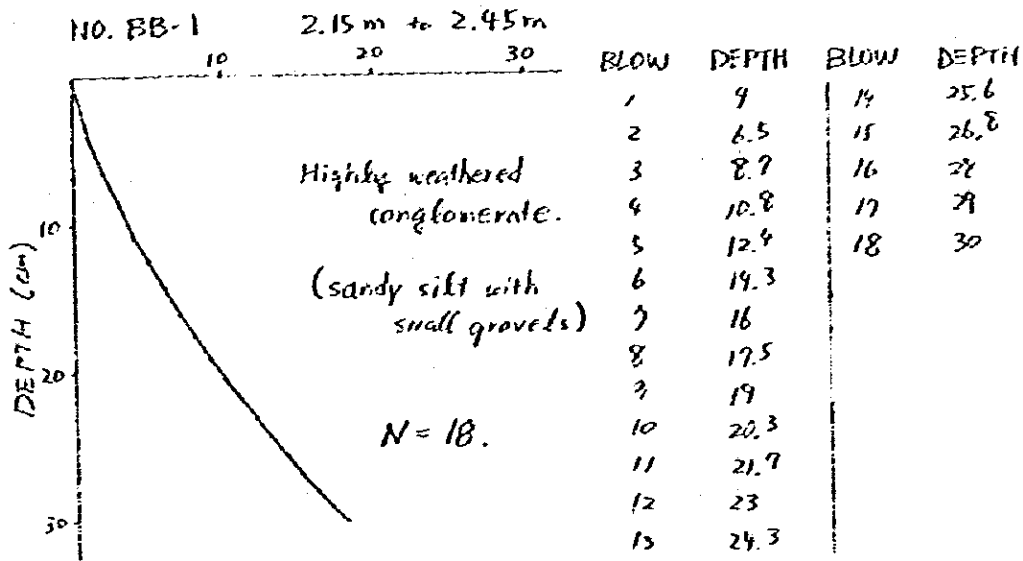 NO. BB-1 2.15 m to 2.45 m
10 20 30
BLOW DEPTH BLOW DEPTH
1 4 14 25.6
2 6.5 15 26.8
Highly weathered 3 8.7 16 28
conglomerate. 4 10.8 17 29
10 5 12.4 18 30
(sandy silt with 6 14.3
small gravels) 7 16
8 17.5
20 9 19
N = 18. 10 20.3
11 21.7
12 23
30 13 24.3
DEPTH (cm)